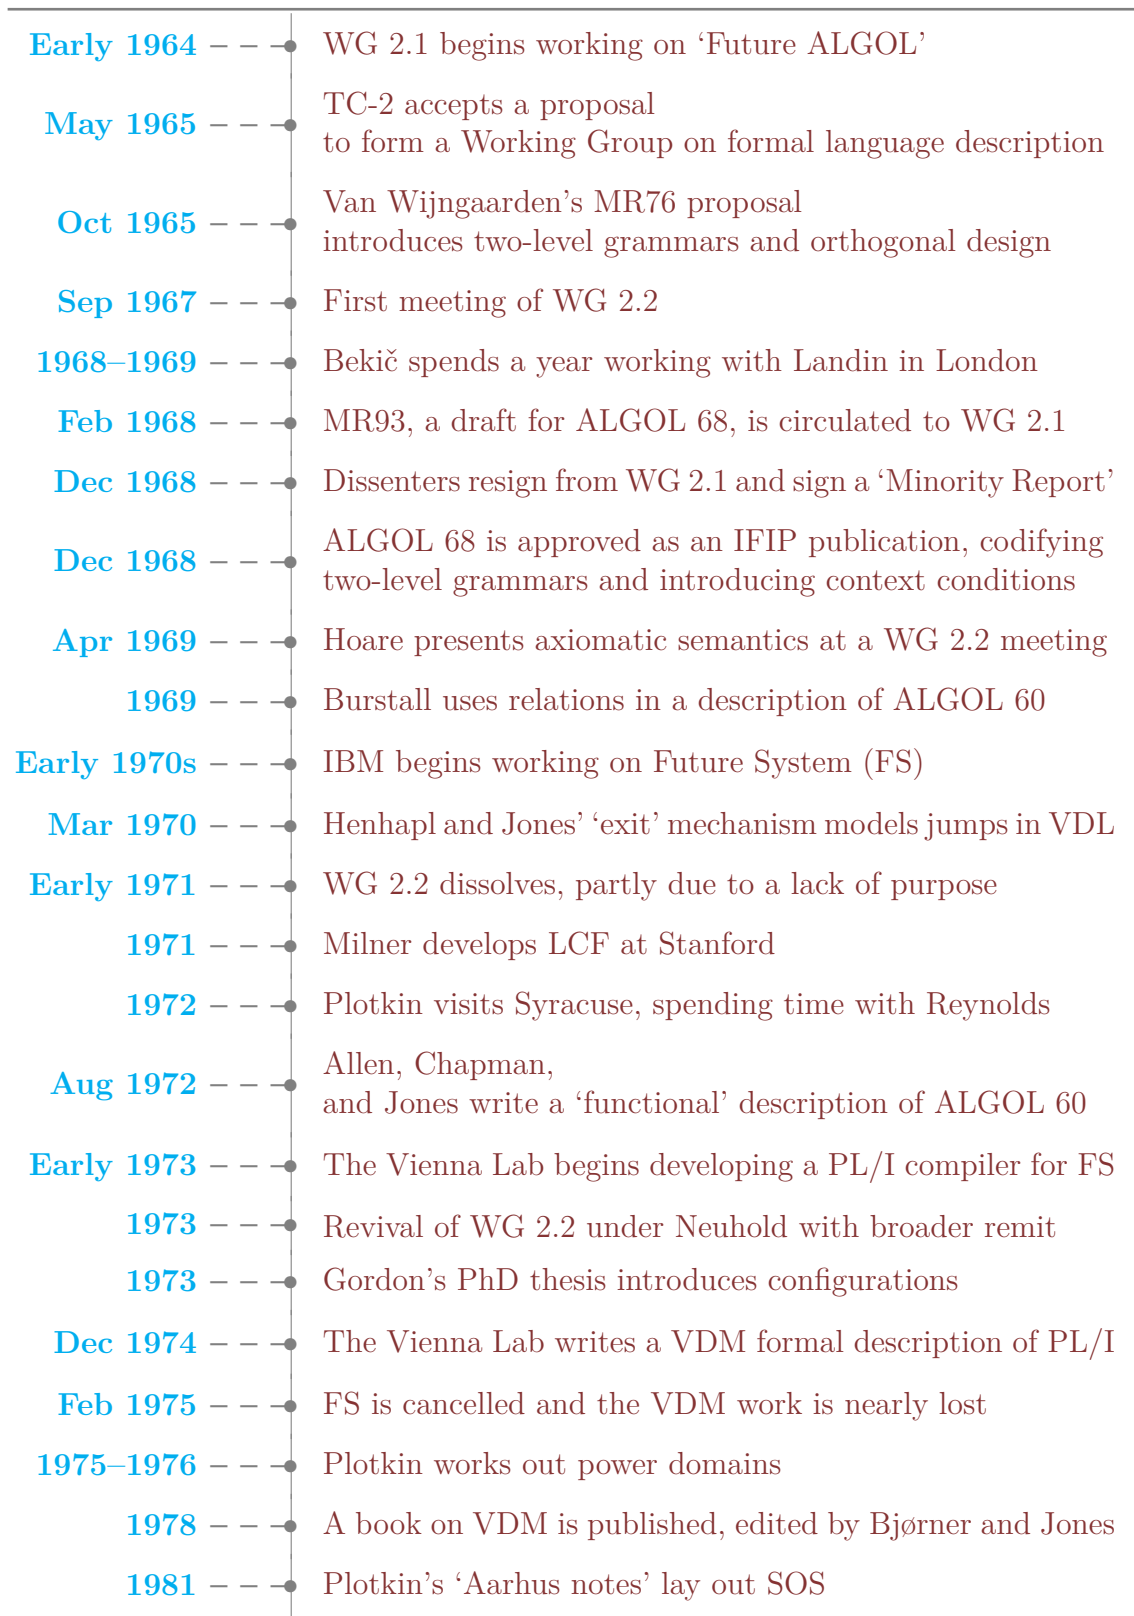 Early 1964 WG 2.1 begins working on ‘Future ALGOL’
May 1965 TC-2 accepts a proposal
to form a Working Group on formal language description
Oct 1965 Van Wijngaarden’s MR76 proposal
introduces two-level grammars and orthogonal design
Sep 1967 First meeting of WG 2.2
1968–1969 Bekič spends a year working with Landin in London
Feb 1968 MR93, a draft for ALGOL 68, is circulated to WG 2.1
Dec 1968 Dissenters resign from WG 2.1 and sign a ‘Minority Report’
Dec 1968 ALGOL 68 is approved as an IFIP publication, codifying
two-level grammars and introducing context conditions
Apr 1969 Hoare presents axiomatic semantics at a WG 2.2 meeting
1969 Burstall uses relations in a description of ALGOL 60
Early 1970s IBM begins working on Future System (FS)
Mar 1970 Henhapl and Jones’ ‘exit’ mechanism models jumps in VDL
Early 1971 WG 2.2 dissolves, partly due to a lack of purpose
1971 Milner develops LCF at Stanford
1972 Plotkin visits Syracuse, spending time with Reynolds
Aug 1972 Allen, Chapman,
and Jones write a ‘functional’ description of ALGOL 60
Early 1973 The Vienna Lab begins developing a PL/I compiler for FS
1973 Revival of WG 2.2 under Neuhold with broader remit
1973 Gordon’s PhD thesis introduces configurations
Dec 1974 The Vienna Lab writes a VDM formal description of PL/I
Feb 1975 FS is cancelled and the VDM work is nearly lost
1975–1976 Plotkin works out power domains
1978 A book on VDM is published, edited by Bjørner and Jones
1981 Plotkin’s ‘Aarhus notes’ lay out SOS